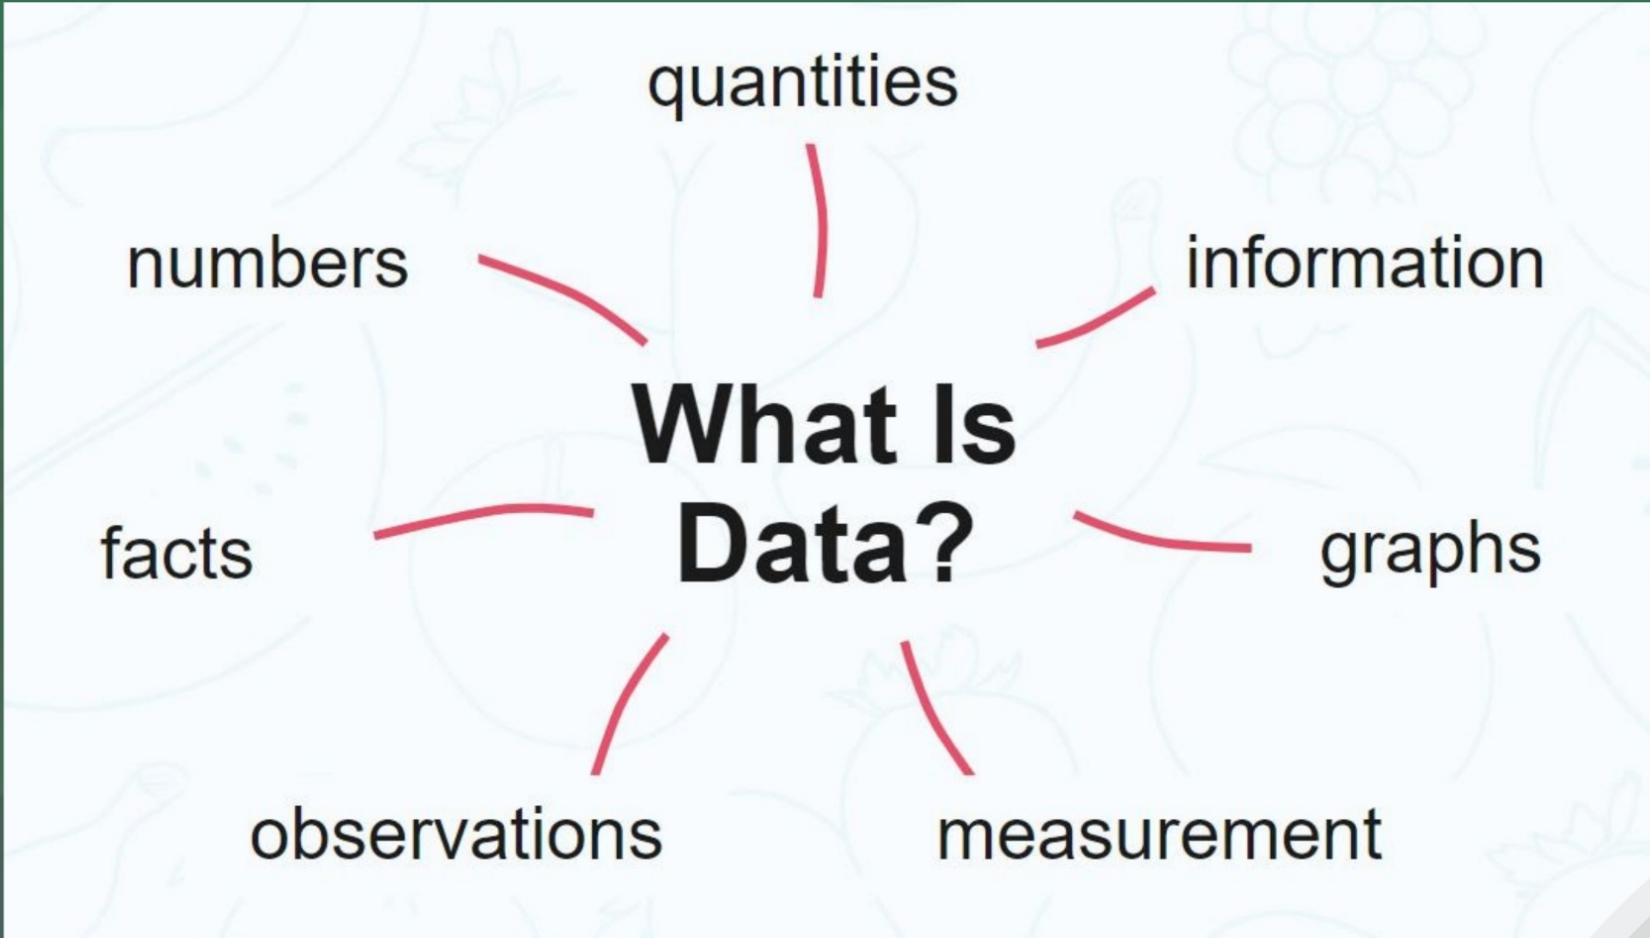 quantities
numbers
information
What Is
Data?
facts
graphs
observations
measurement